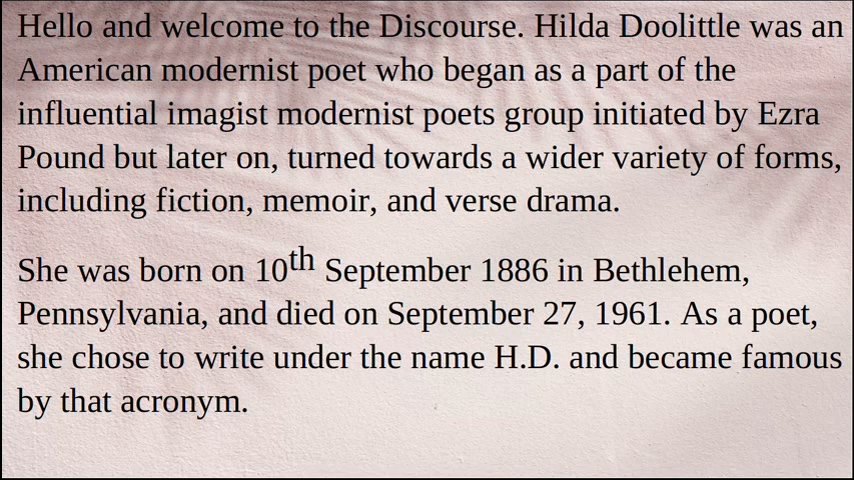 Hello and welcome to the Discourse. Hilda Doolittle was an
American modernist poet who began as a part of the
influential imagist modernist poets group initiated by Ezra
Pound but later on, turned towards a wider variety of forms,
including fiction, memoir, and verse drama.
She was born on 10th September 1886 in Bethlehem,
Pennsylvania, and died on September 27, 1961. As a poet,
she chose to write under the name H.D. and became famous
by that acronym.